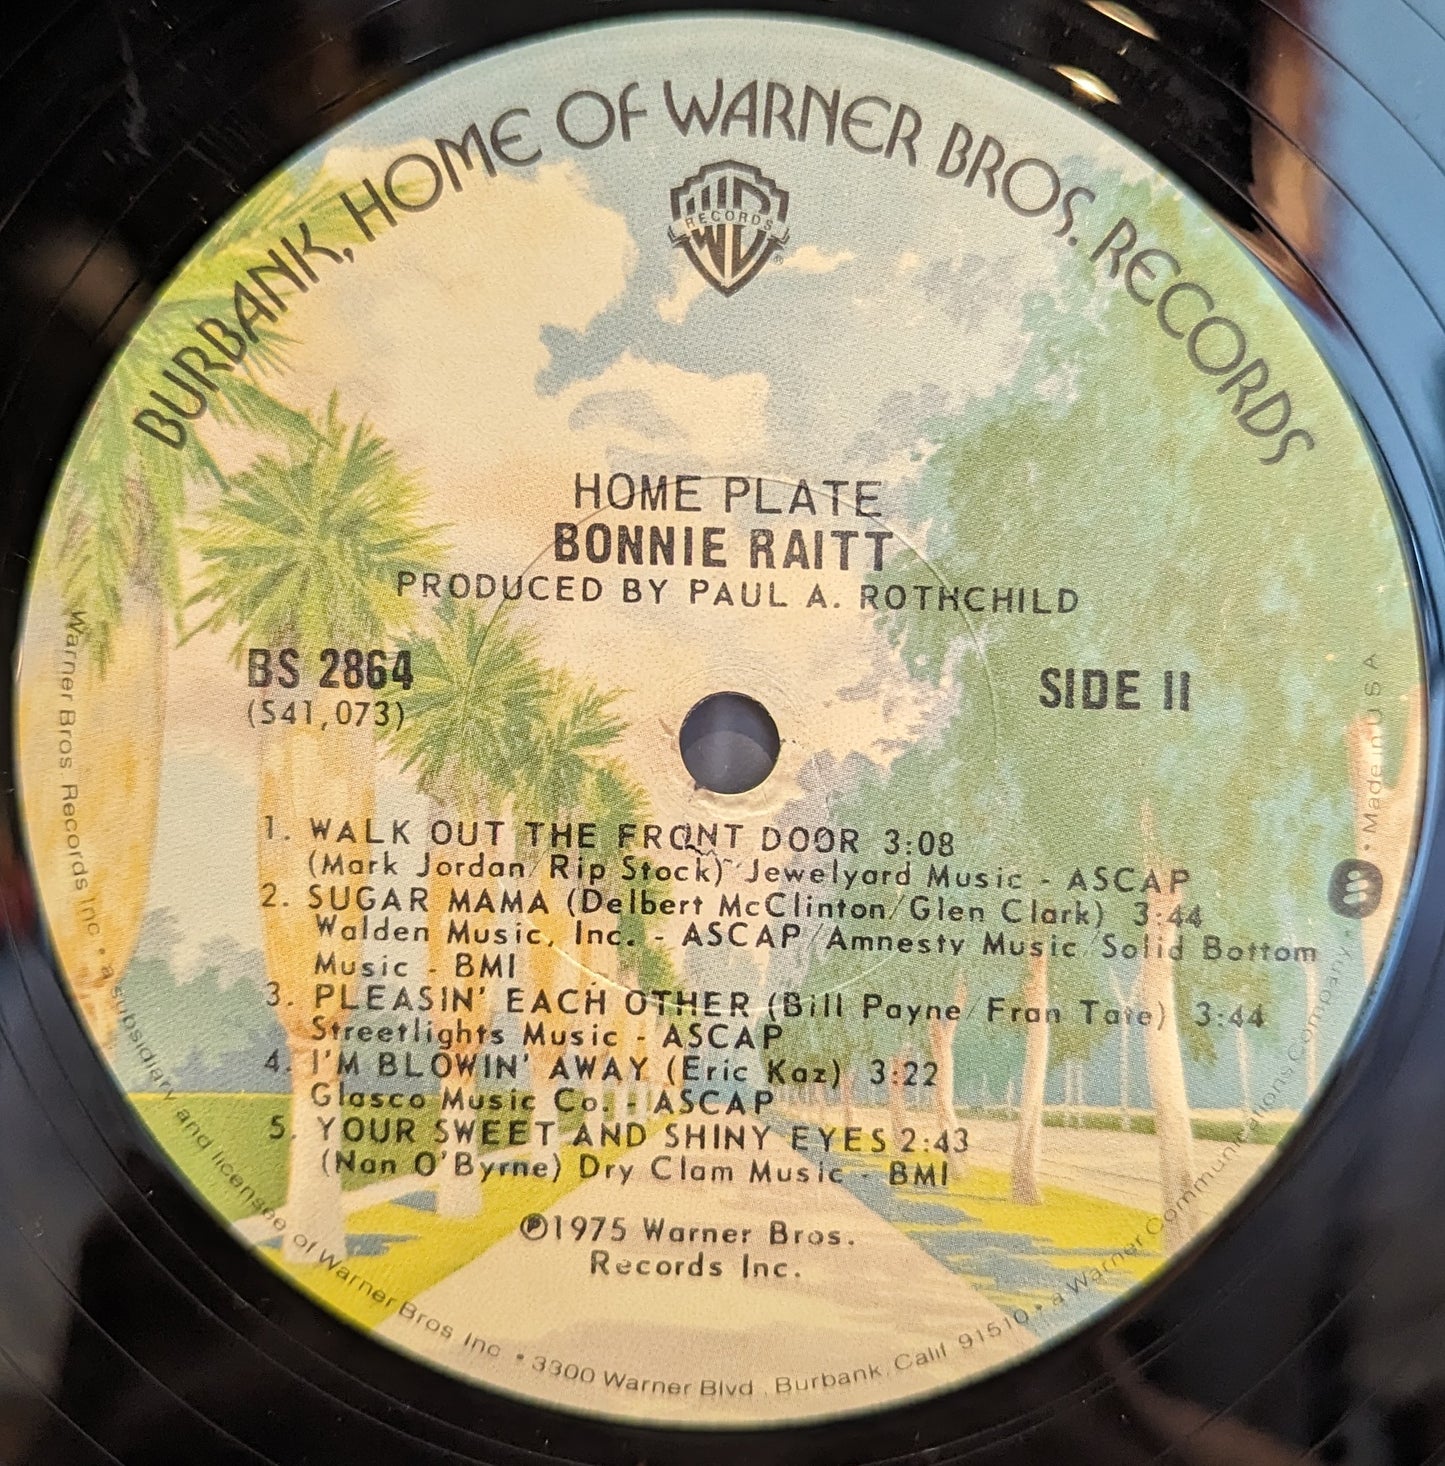 BURBANK, HOME OF WARNER BROS. RECORDS
RECORDS
HOME PLATE
BONNIE RAITT
PRODUCED BY PAUL A. ROTHCHILD
BS 2864
(S41,073)
SIDE II
1. WALK OUT THE FRONT DOOR 3:08
(Mark Jordan/Rip Stock) Jewelyard Music - ASCAP
2. SUGAR MAMA (Delbert McClinton/Glen Clark) 3:44
Walden Music, Inc. - ASCAP/Amnesty Music/Solid Bottom
Music - BMI
3. PLEASIN' EACH OTHER (Bill Payne/Fran Tate) 3:44
Streetlights Music - ASCAP
4. I'M BLOWIN' AWAY (Eric Kaz) 3:22
Glasco Music Co. - ASCAP
5. YOUR SWEET AND SHINY EYES 2:43
(Nan O'Byrne) Dry Clam Music - BMI
℗1975 Warner Bros.
Records Inc.
Warner Bros. Records Inc. • a subsidiary and licensee of Warner Bros. Inc. • 3300 Warner Blvd., Burbank, Calif. 91510 • a Warner Communications Company • Made in U S A